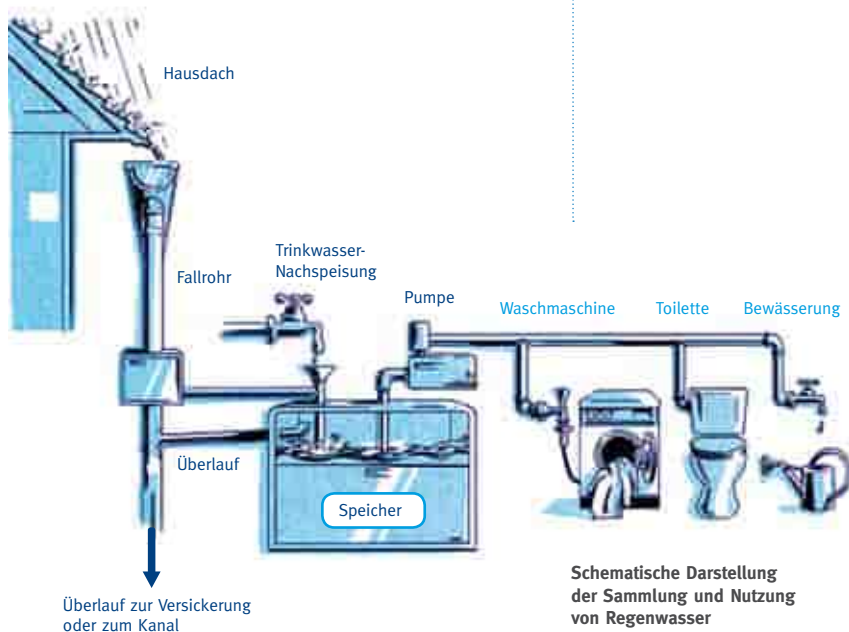 Hausdach
Trinkwasser-
Nachspeisung
Fallrohr
Pumpe
Waschmaschine
Toilette
Bewässerung
Überlauf
Speicher
Überlauf zur Versickerung
oder zum Kanal
Schematische Darstellung
der Sammlung und Nutzung
von Regenwasser